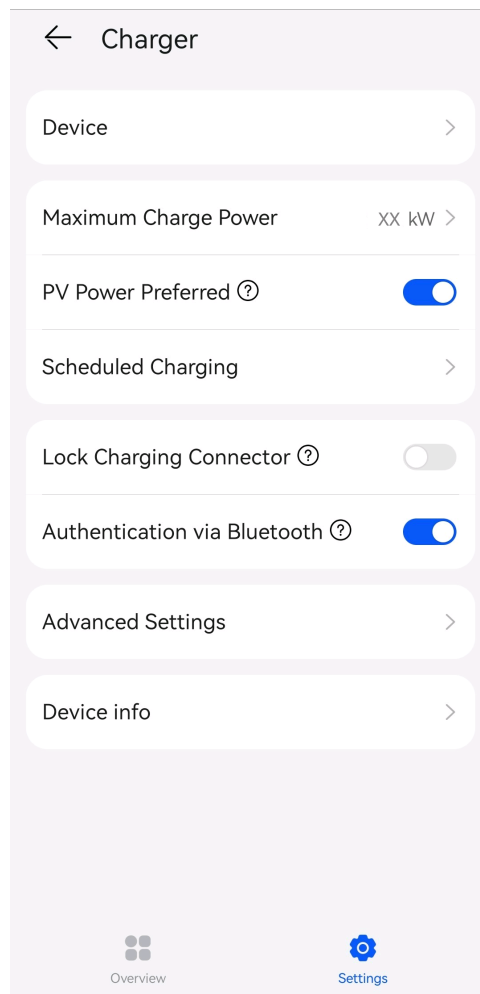 Charger
Device
Maximum Charge Power XX kW
PV Power Preferred ?
Scheduled Charging
Lock Charging Connector ?
Authentication via Bluetooth ?
Advanced Settings
Device info
Overview Settings